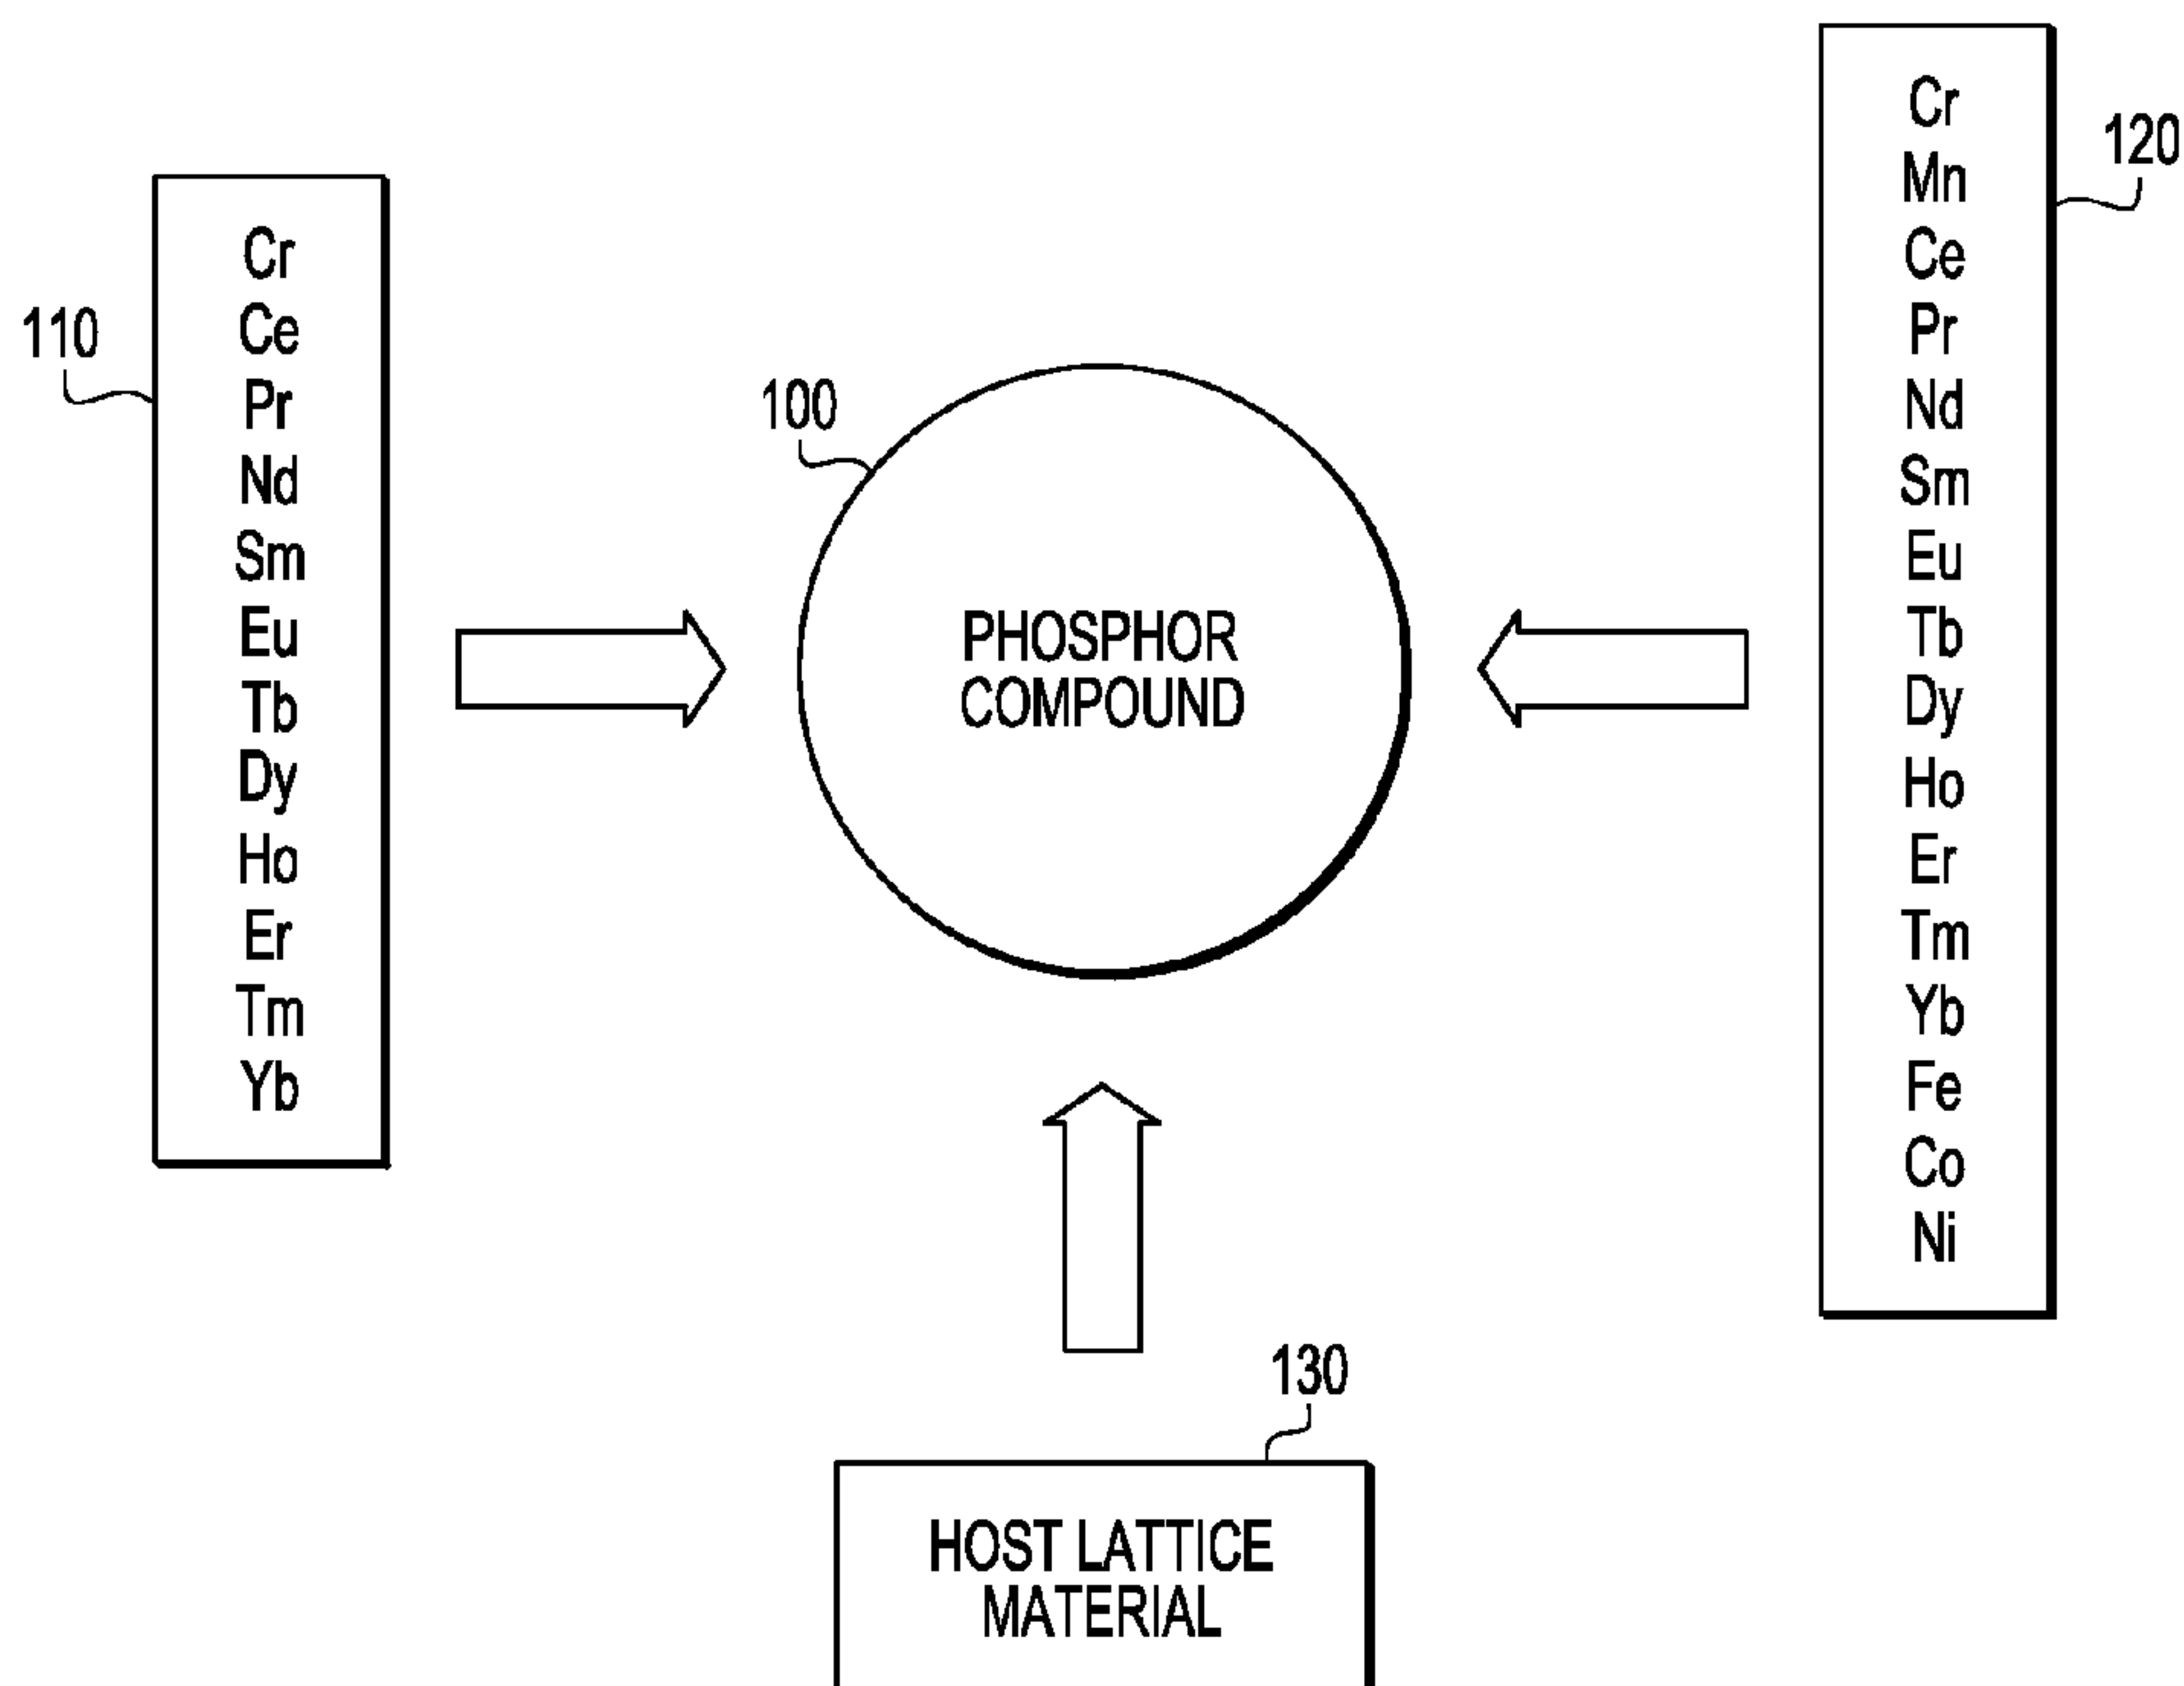 110
Cr
Ce
Pr
Nd
Sm
Eu
Tb
Dy
Ho
Er
Tm
Yb
100
PHOSPHOR
COMPOUND
120
Cr
Mn
Ce
Pr
Nd
Sm
Eu
Tb
Dy
Ho
Er
Tm
Yb
Fe
Co
Ni
130
HOST LATTICE
MATERIAL